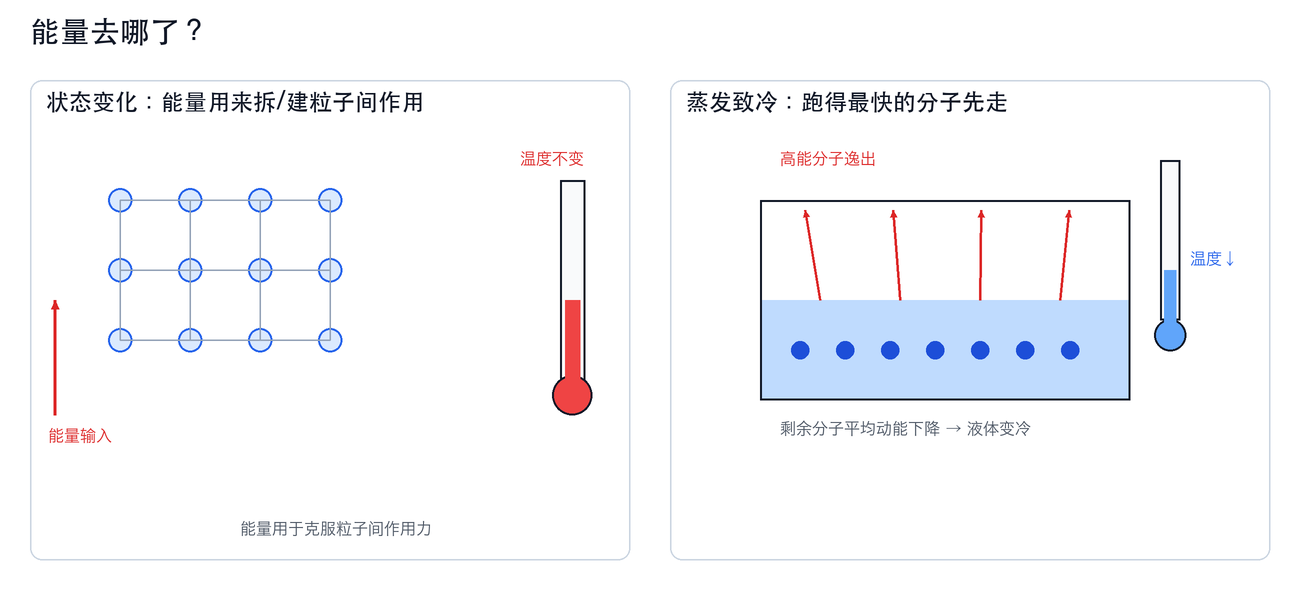 能量去哪了？
状态变化：能量用来拆/建粒子间作用
温度不变
能量输入
能量用于克服粒子间作用力
蒸发致冷：跑得最快的分子先走
高能分子逸出
温度↓
剩余分子平均动能下降 → 液体变冷